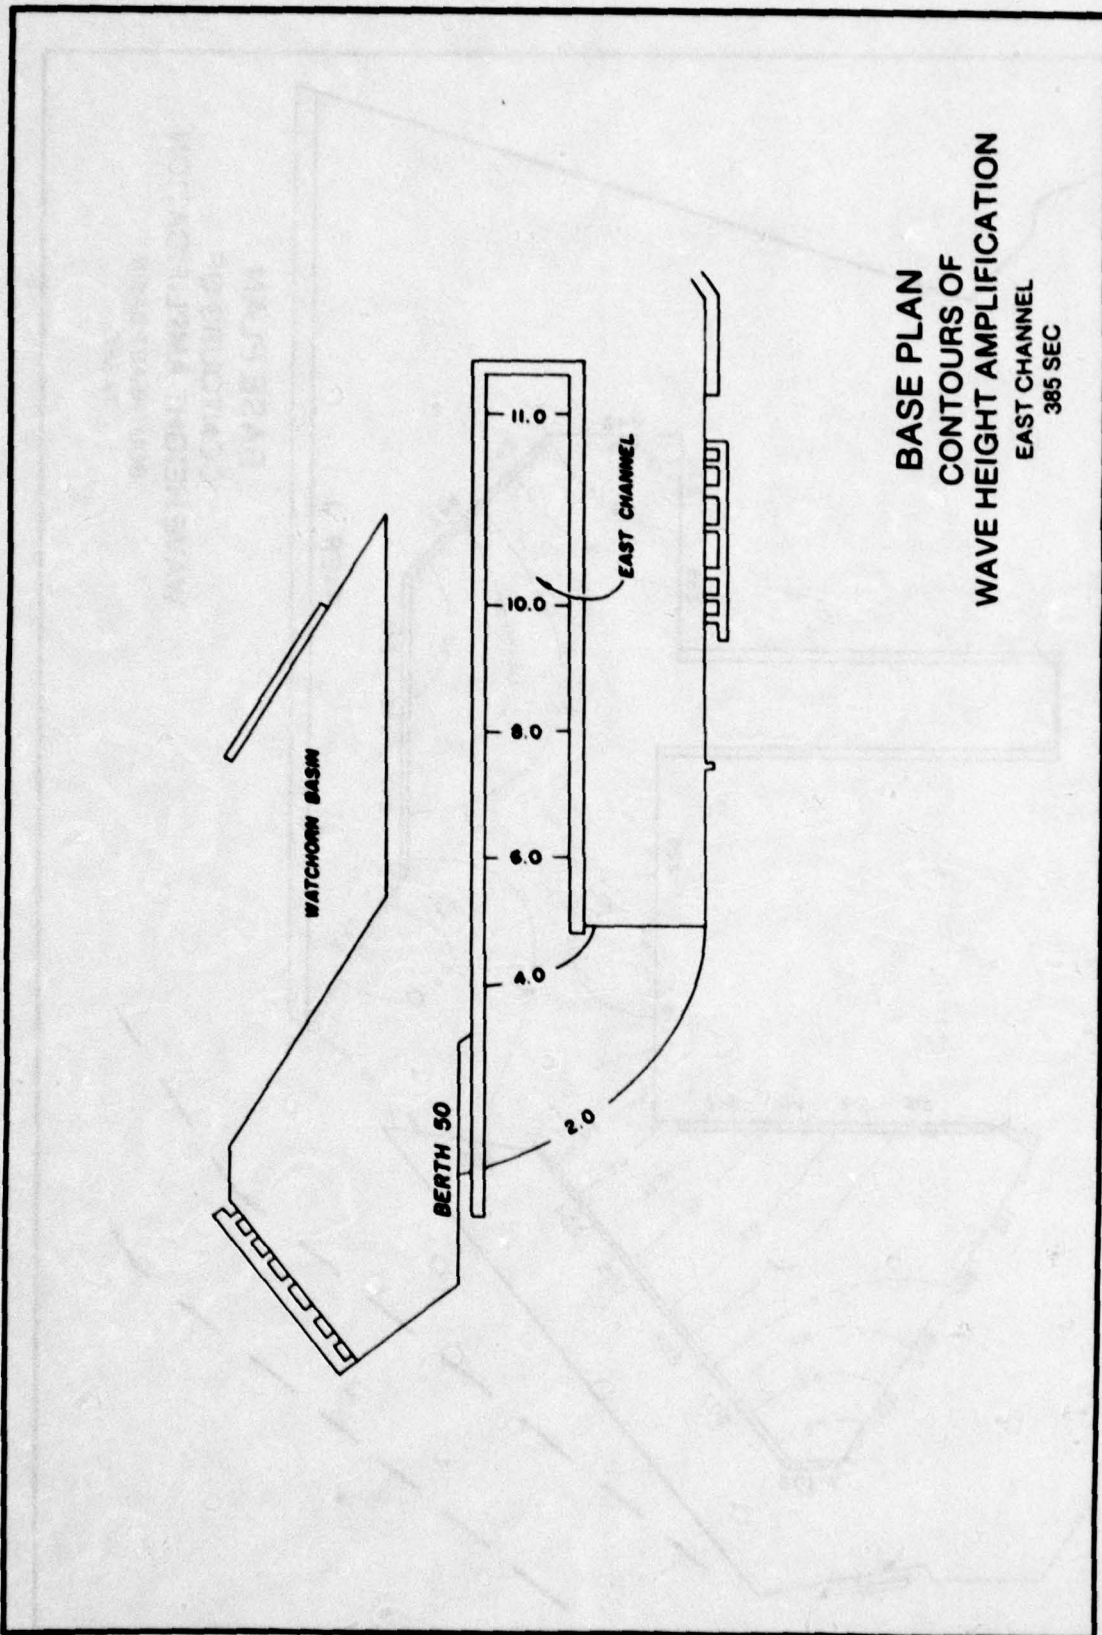 WATCHORN BASIN
BERTH 50
11.0
10.0
8.0
6.0
4.0
2.0
EAST CHANNEL
BASE PLAN
CONTOURS OF
WAVE HEIGHT AMPLIFICATION
EAST CHANNEL
385 SEC